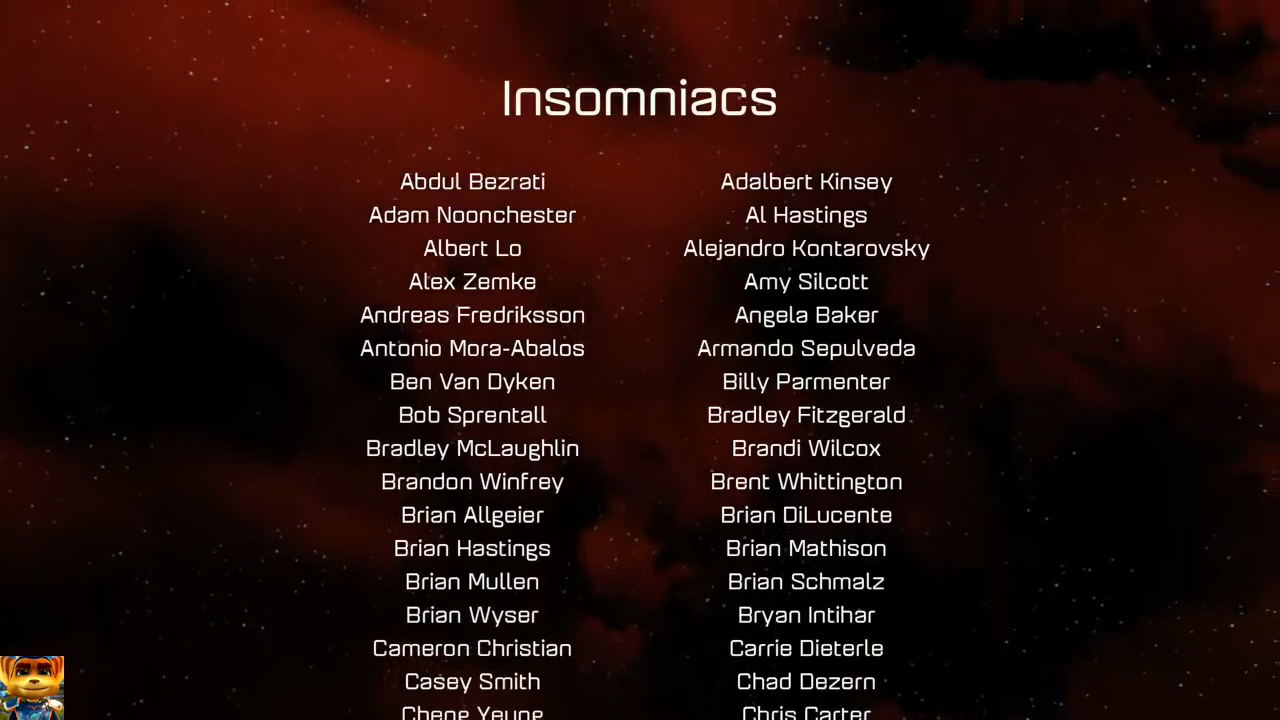 Insomniacs
Abdul Bezrati Adalbert Kinsey
Adam Noonchester Al Hastings
Albert Lo Alejandro Kontarovsky
Alex Zemke Amy Silcott
Andreas Fredriksson Angela Baker
Antonio Mora-Abalos Armando Sepulveda
Ben Van Dyken Billy Parmenter
Bob Sprentall Bradley Fitzgerald
Bradley McLaughlin Brandi Wilcox
Brandon Winfrey Brent Whittington
Brian Allgeier Brian DiLucente
Brian Hastings Brian Mathison
Brian Mullen Brian Schmalz
Brian Wyser Bryan Intihar
Cameron Christian Carrie Dieterle
Casey Smith Chad Dezern
Cheng Yeung Chris Carter